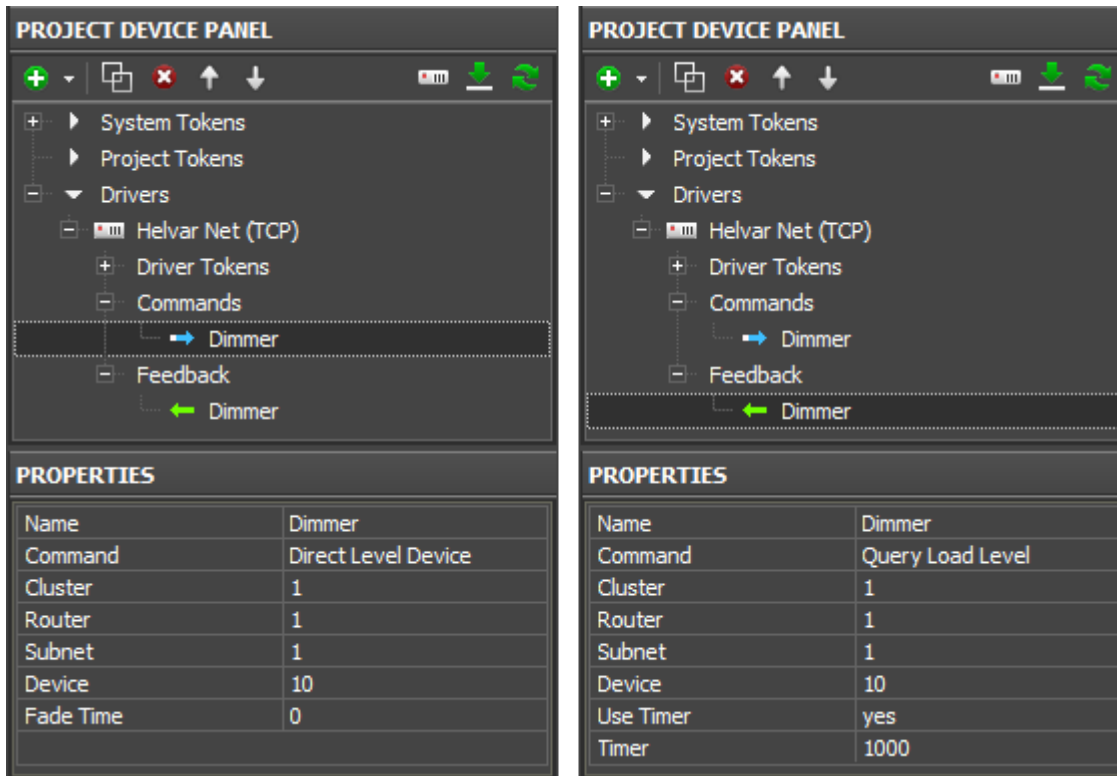 PROJECT DEVICE PANEL
System Tokens
Project Tokens
Drivers
Helvar Net (TCP)
Driver Tokens
Commands
Dimmer
Feedback
Dimmer
PROPERTIES
Name Dimmer
Command Direct Level Device
Cluster 1
Router 1
Subnet 1
Device 10
Fade Time 0
PROJECT DEVICE PANEL
System Tokens
Project Tokens
Drivers
Helvar Net (TCP)
Driver Tokens
Commands
Dimmer
Feedback
Dimmer
PROPERTIES
Name Dimmer
Command Query Load Level
Cluster 1
Router 1
Subnet 1
Device 10
Use Timer yes
Timer 1000